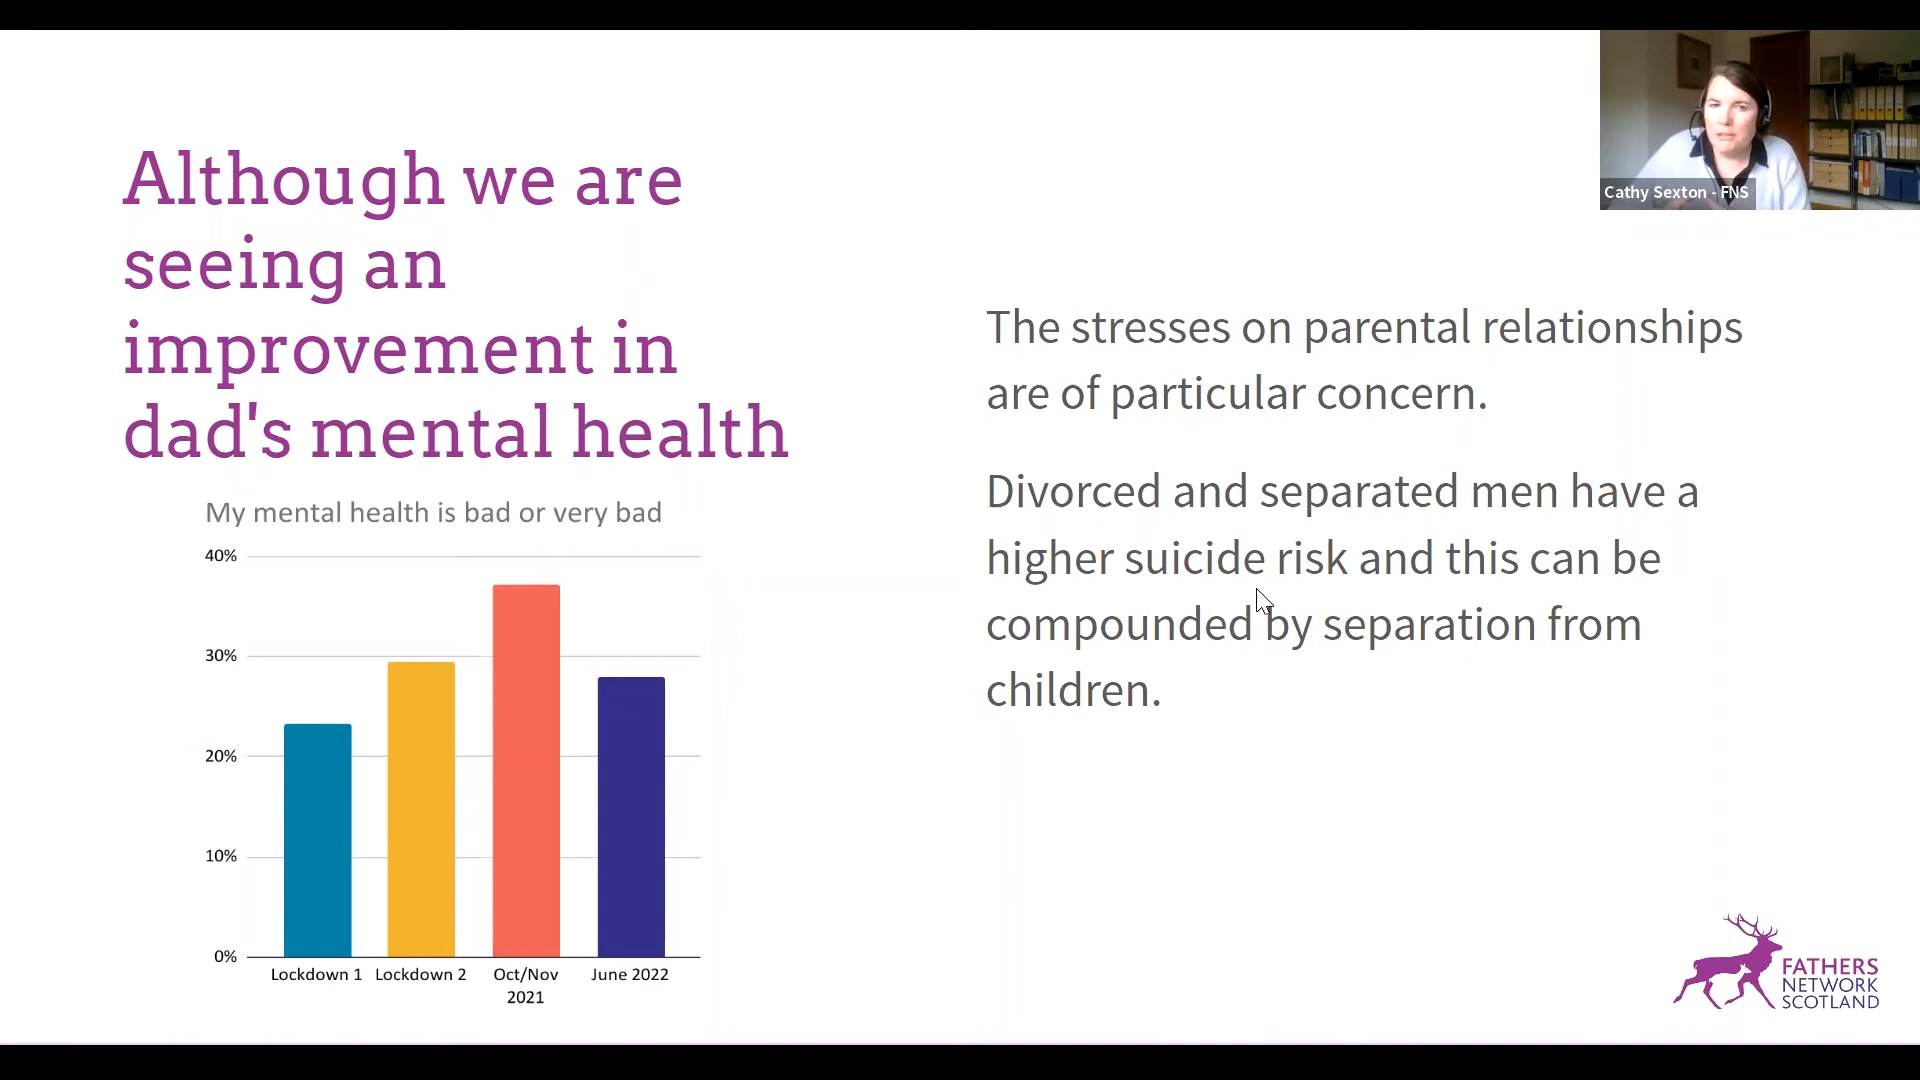 Although we are
seeing an
improvement in
dad's mental health
My mental health is bad or very bad
40%
30%
20%
10%
0%
Lockdown 1
Lockdown 2
Oct/Nov
2021
June 2022
The stresses on parental relationships
are of particular concern.
Divorced and separated men have a
higher suicide risk and this can be
compounded by separation from
children.
Cathy Sexton - FNS
FATHERS
NETWORK
SCOTLAND